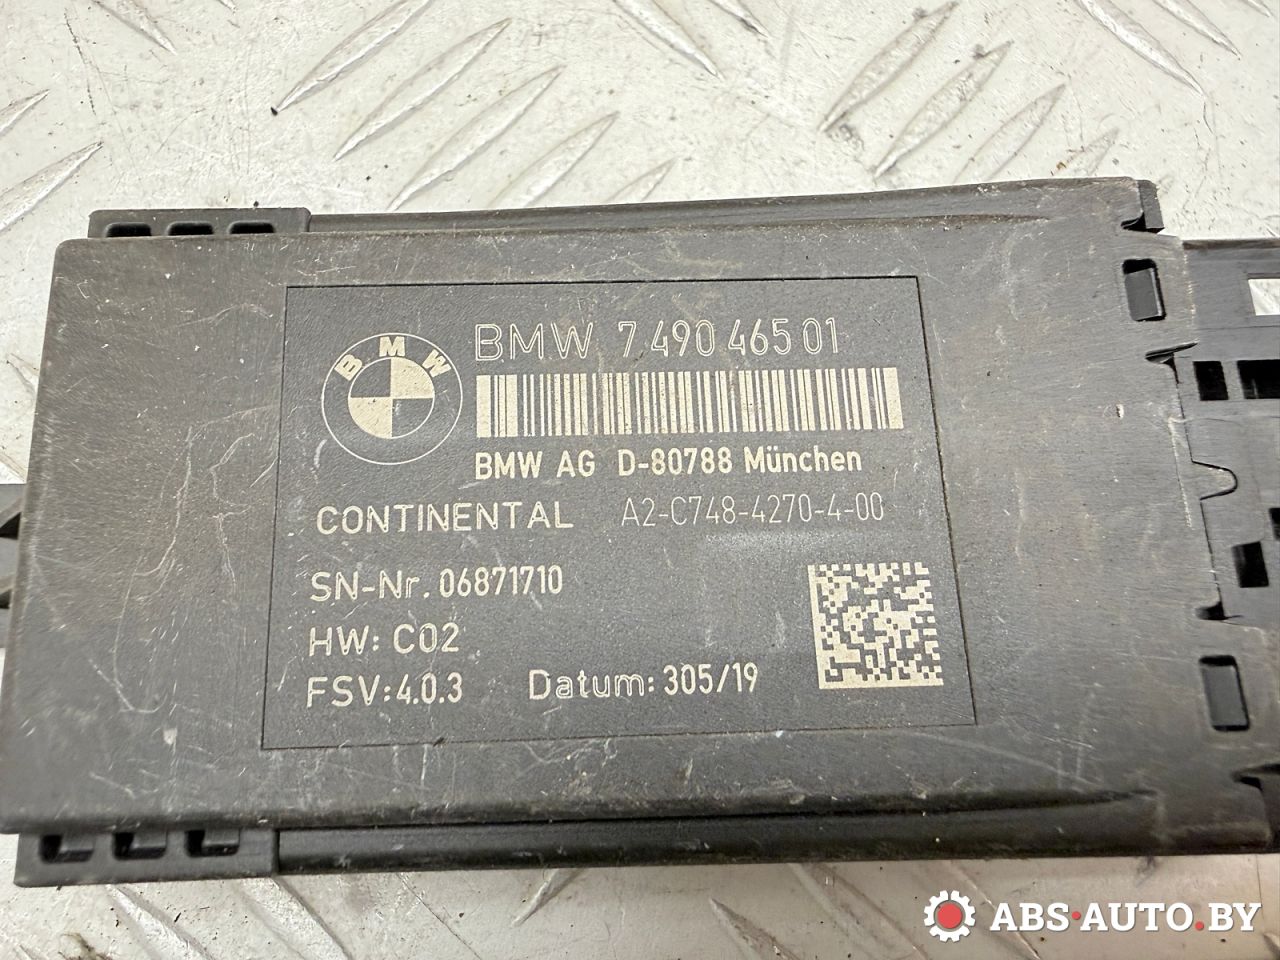 BMW
BMW 7 490 465 01
BMW AG D-80788 München
CONTINENTAL A2-C748-4270-4-00
SN-Nr. 06871710
HW: C02
FSV:4.0.3 Datum: 305/19
ABS-AUTO.BY